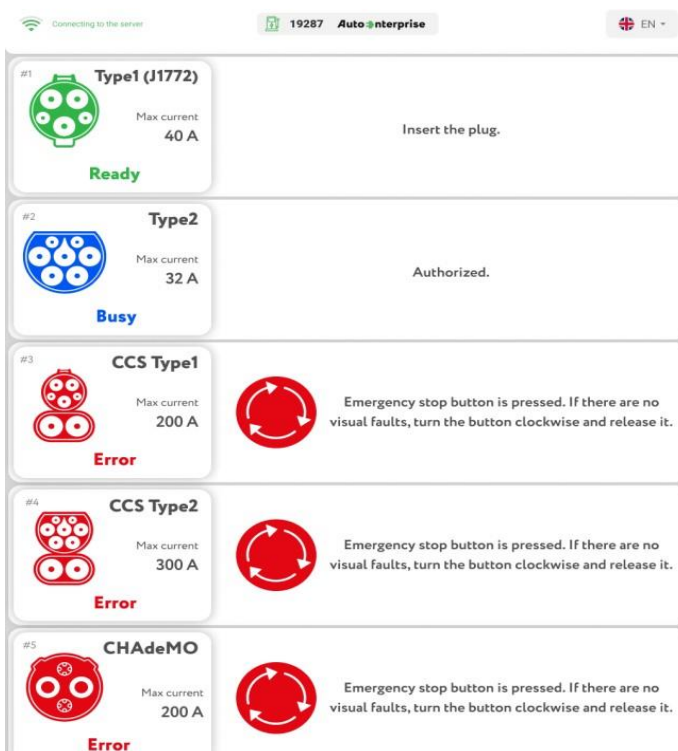 Connecting to the server
19287 Auto enterprise
EN
#1
Type1 (J1772)
Max current
40 A
Ready
Insert the plug.
#2
Type2
Max current
32 A
Busy
Authorized.
#3
CCS Type1
Max current
200 A
Error
Emergency stop button is pressed. If there are no
visual faults, turn the button clockwise and release it.
#4
CCS Type2
Max current
300 A
Error
Emergency stop button is pressed. If there are no
visual faults, turn the button clockwise and release it.
#5
CHAdeMO
Max current
200 A
Error
Emergency stop button is pressed. If there are no
visual faults, turn the button clockwise and release it.